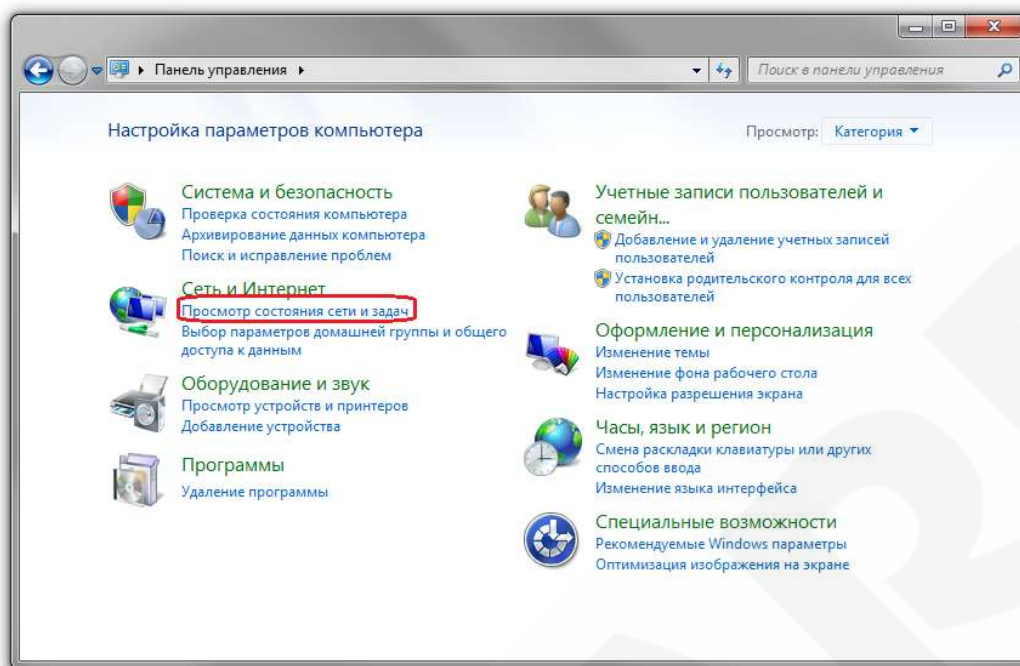 Панель управления
Поиск в панели управления
Настройка параметров компьютера
Просмотр: Категория
Система и безопасность
Проверка состояния компьютера
Архивирование данных компьютера
Поиск и исправление проблем
Сеть и Интернет
Просмотр состояния сети и задач
Выбор параметров домашней группы и общего
доступа к данным
Оборудование и звук
Просмотр устройств и принтеров
Добавление устройства
Программы
Удаление программы
Учетные записи пользователей и
семейн...
Добавление и удаление учетных записей
пользователей
Установка родительского контроля для всех
пользователей
Оформление и персонализация
Изменение темы
Изменение фона рабочего стола
Настройка разрешения экрана
Часы, язык и регион
Смена раскладки клавиатуры или других
способов ввода
Изменение языка интерфейса
Специальные возможности
Рекомендуемые Windows параметры
Оптимизация изображения на экране